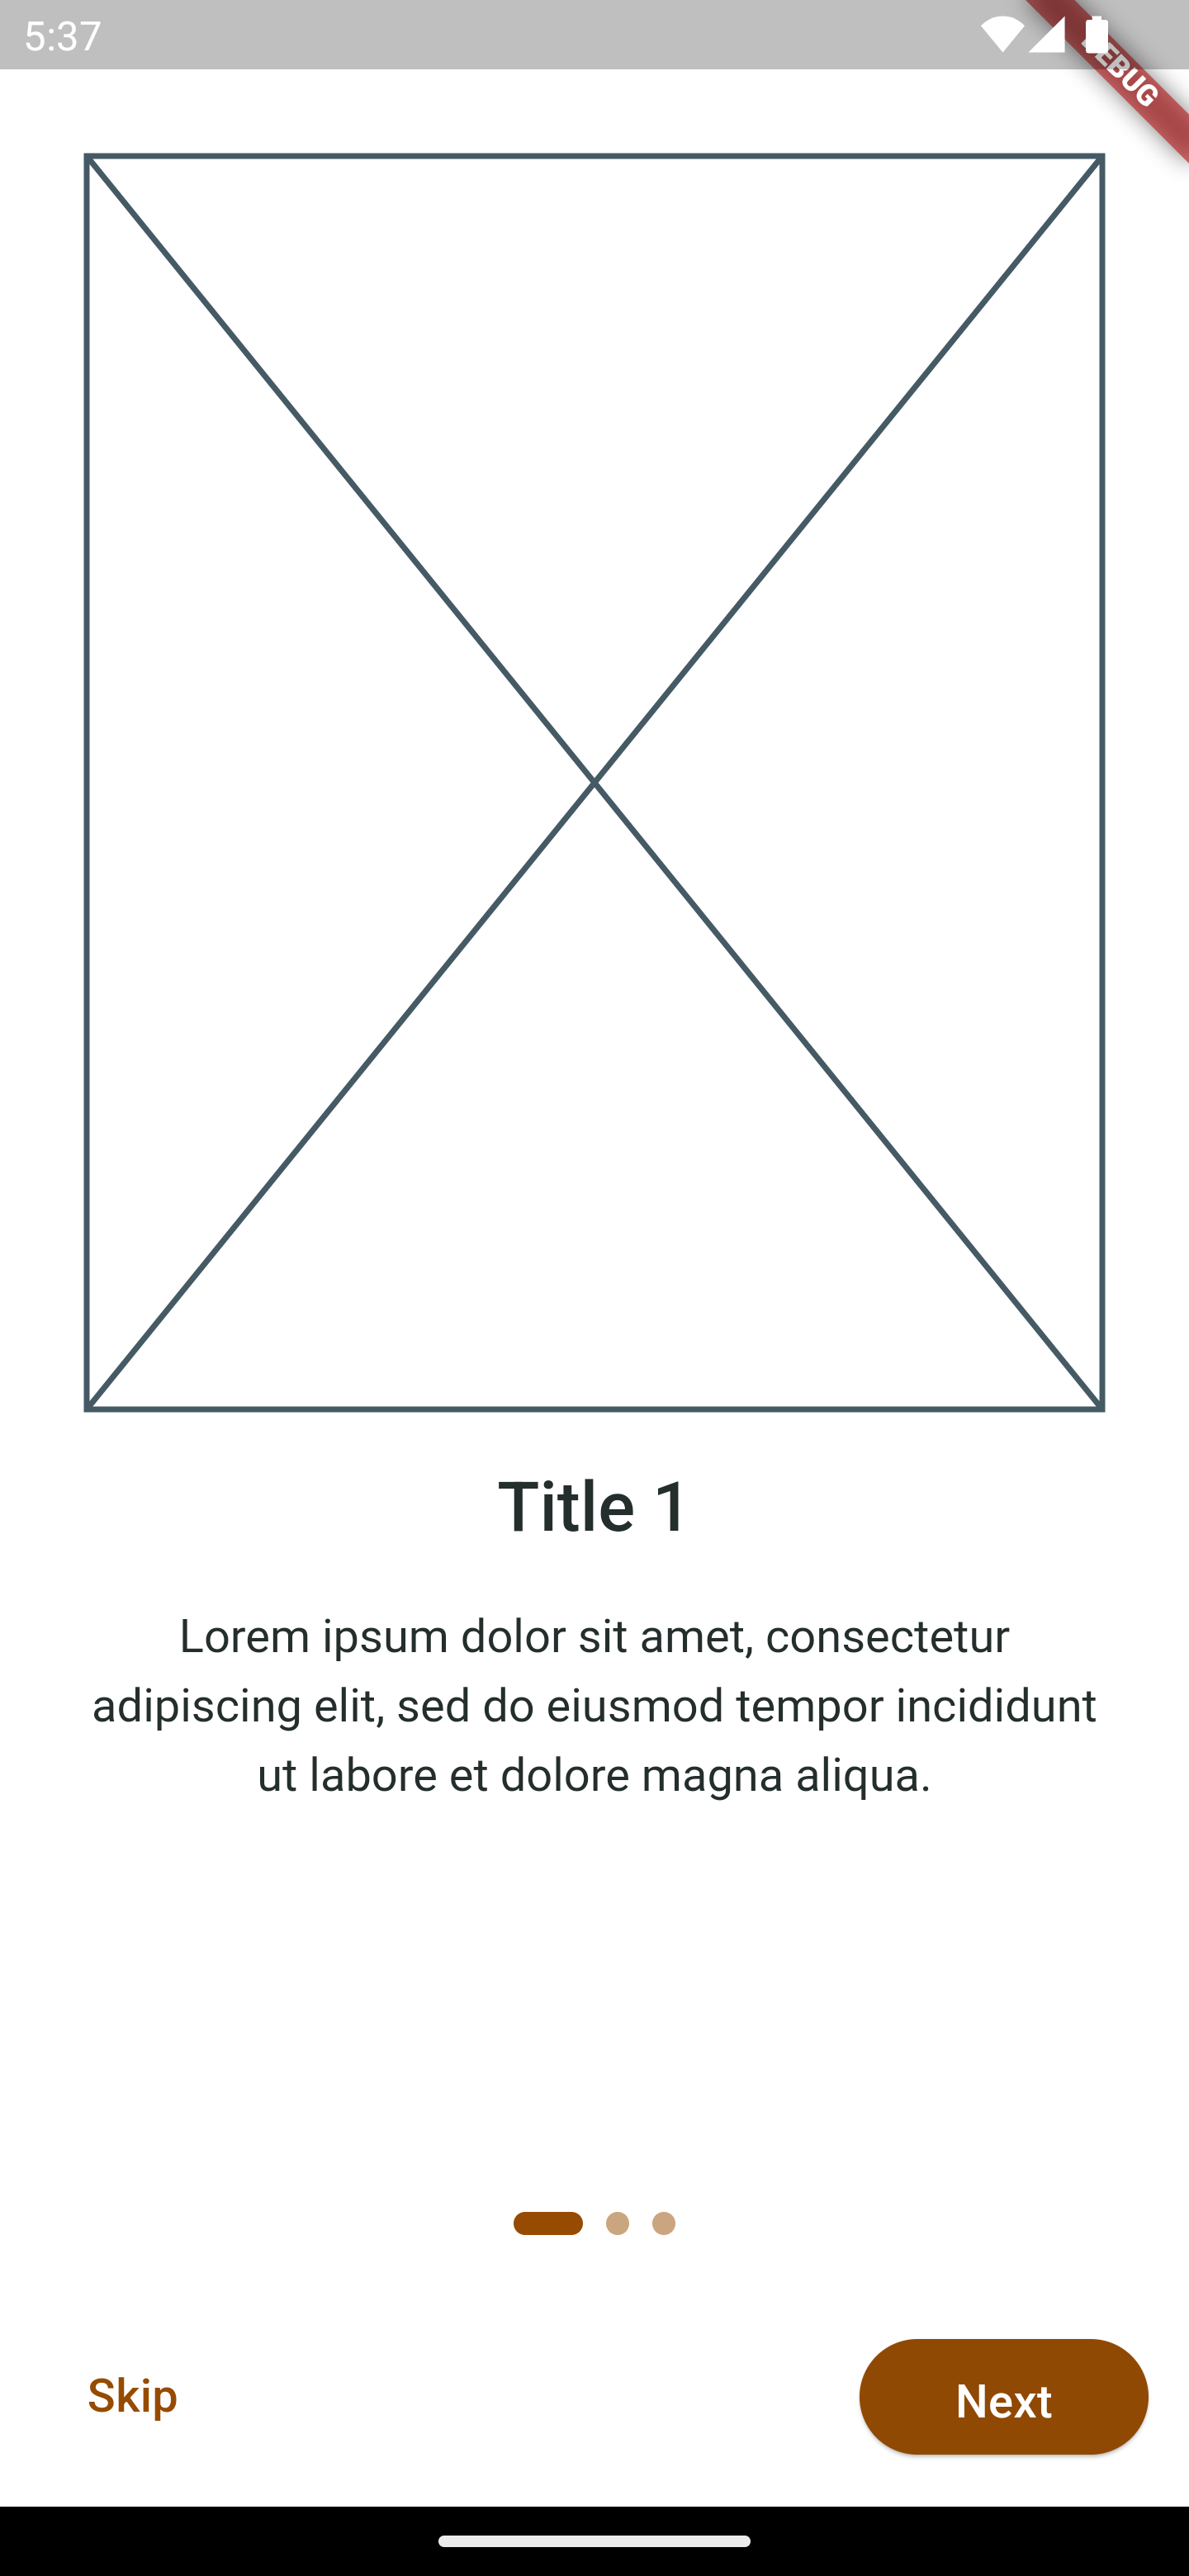 5:37
DEBUG
Title 1
Lorem ipsum dolor sit amet, consectetur
adipiscing elit, sed do eiusmod tempor incididunt
ut labore et dolore magna aliqua.
Skip
Next